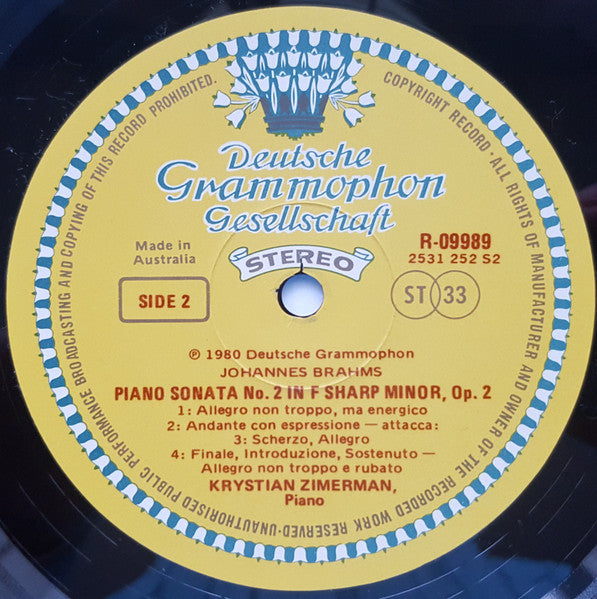 Deutsche
Grammophon
Gesellschaft
Made in
Australia
STEREO
R-09989
2531 252 S2
SIDE 2
ST 33
℗ 1980 Deutsche Grammophon
JOHANNES BRAHMS
PIANO SONATA No. 2 IN F SHARP MINOR, Op. 2
1: Allegro non troppo, ma energico
2: Andante con espressione — attacca:
3: Scherzo, Allegro
4: Finale, Introduzione, Sostenuto —
Allegro non troppo e rubato
KRYSTIAN ZIMERMAN,
Piano
COPYRIGHT RECORD · ALL RIGHTS OF MANUFACTURER AND OWNER OF THE RECORDED WORK RESERVED·UNAUTHORISED PUBLIC PERFORMANCE BROADCASTING AND COPYING OF THIS RECORD PROHIBITED.